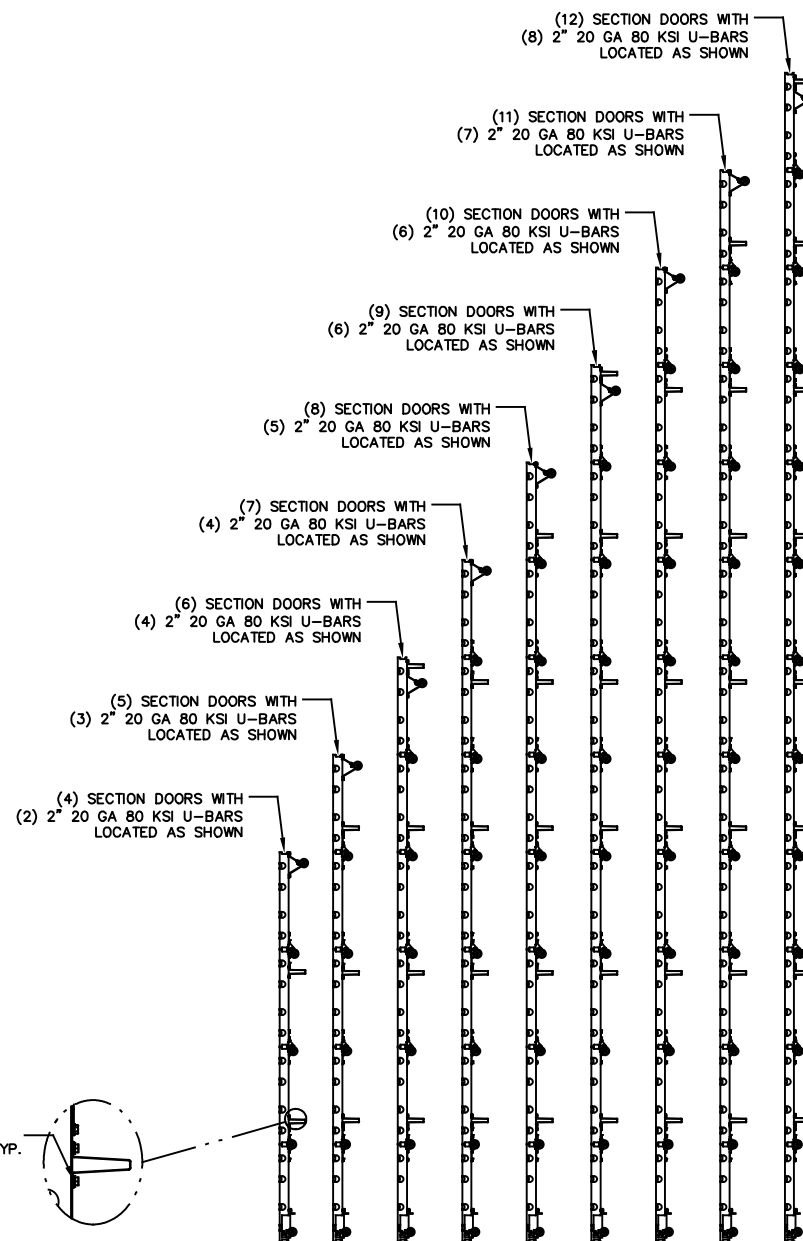 (12) SECTION DOORS WITH
(8) 2" 20 GA 80 KSI U-BARS
LOCATED AS SHOWN
(11) SECTION DOORS WITH
(7) 2" 20 GA 80 KSI U-BARS
LOCATED AS SHOWN
(10) SECTION DOORS WITH
(6) 2" 20 GA 80 KSI U-BARS
LOCATED AS SHOWN
(9) SECTION DOORS WITH
(6) 2" 20 GA 80 KSI U-BARS
LOCATED AS SHOWN
(8) SECTION DOORS WITH
(5) 2" 20 GA 80 KSI U-BARS
LOCATED AS SHOWN
(7) SECTION DOORS WITH
(4) 2" 20 GA 80 KSI U-BARS
LOCATED AS SHOWN
(6) SECTION DOORS WITH
(4) 2" 20 GA 80 KSI U-BARS
LOCATED AS SHOWN
(5) SECTION DOORS WITH
(3) 2" 20 GA 80 KSI U-BARS
LOCATED AS SHOWN
(4) SECTION DOORS WITH
(2) 2" 20 GA 80 KSI U-BARS
LOCATED AS SHOWN
YP.